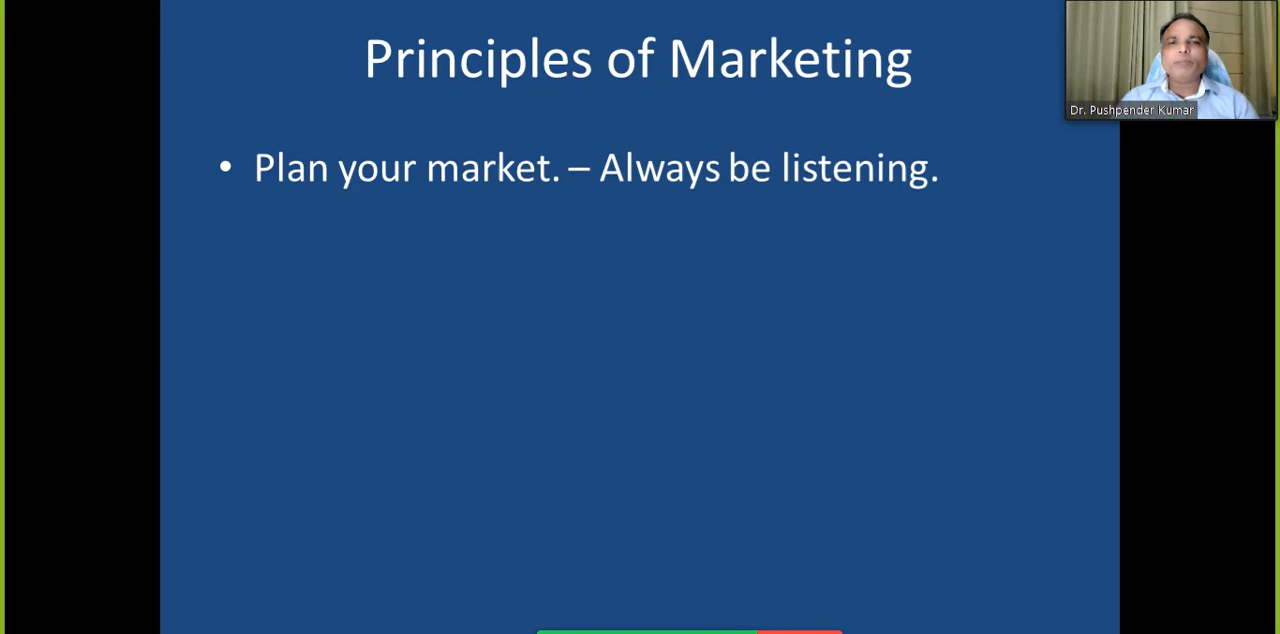 Principles of Marketing
Dr. Pushpender Kumar
• Plan your market. – Always be listening.